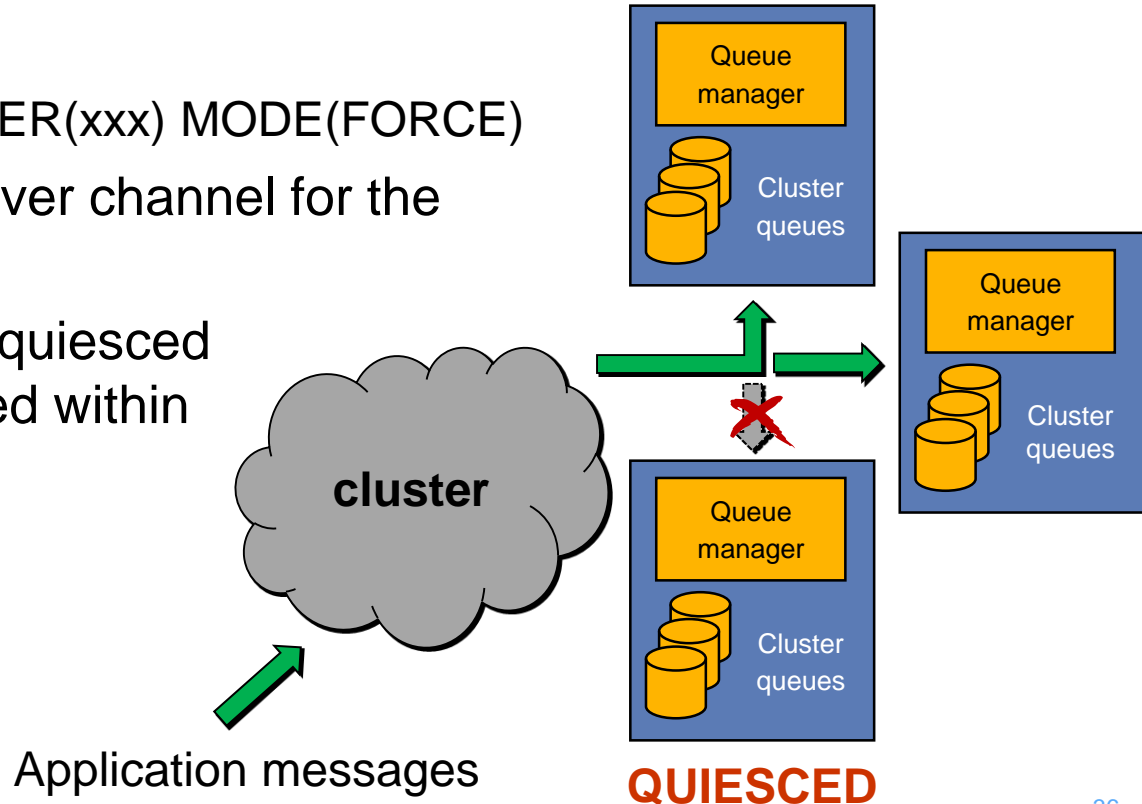 ER(xxx) MODE(FORCE)
ver channel for the
quiesced
ed within
cluster
Application messages
Queue
manager
Cluster
queues
Queue
manager
Cluster
queues
Queue
manager
Cluster
queues
QUIESCED